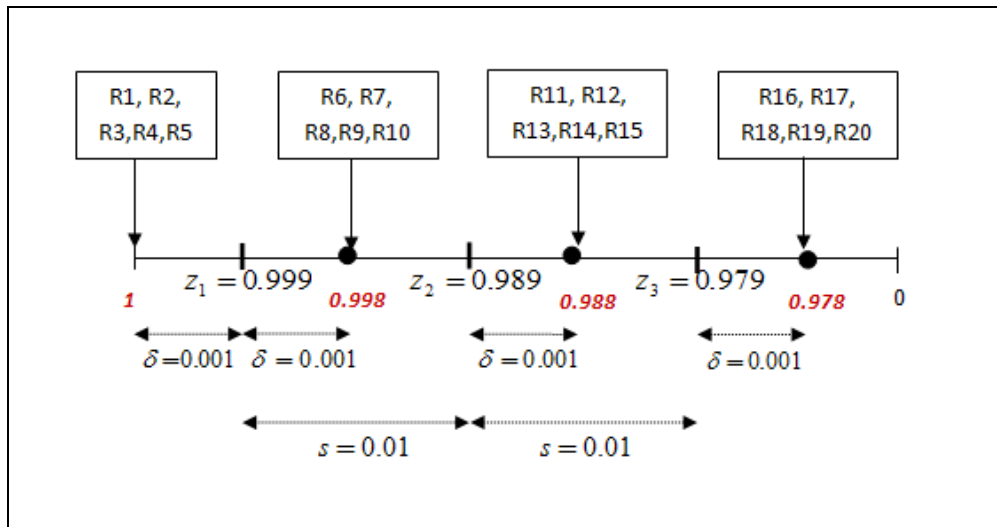 R1, R2,
R3,R4,R5
R6, R7,
R8,R9,R10
R11, R12,
R13,R14,R15
R16, R17,
R18,R19,R20
1
z₁ = 0.999
0.998
z₂ = 0.989
0.988
z₃ = 0.979
0.978
0
δ = 0.001
δ = 0.001
δ = 0.001
δ = 0.001
s = 0.01
s = 0.01